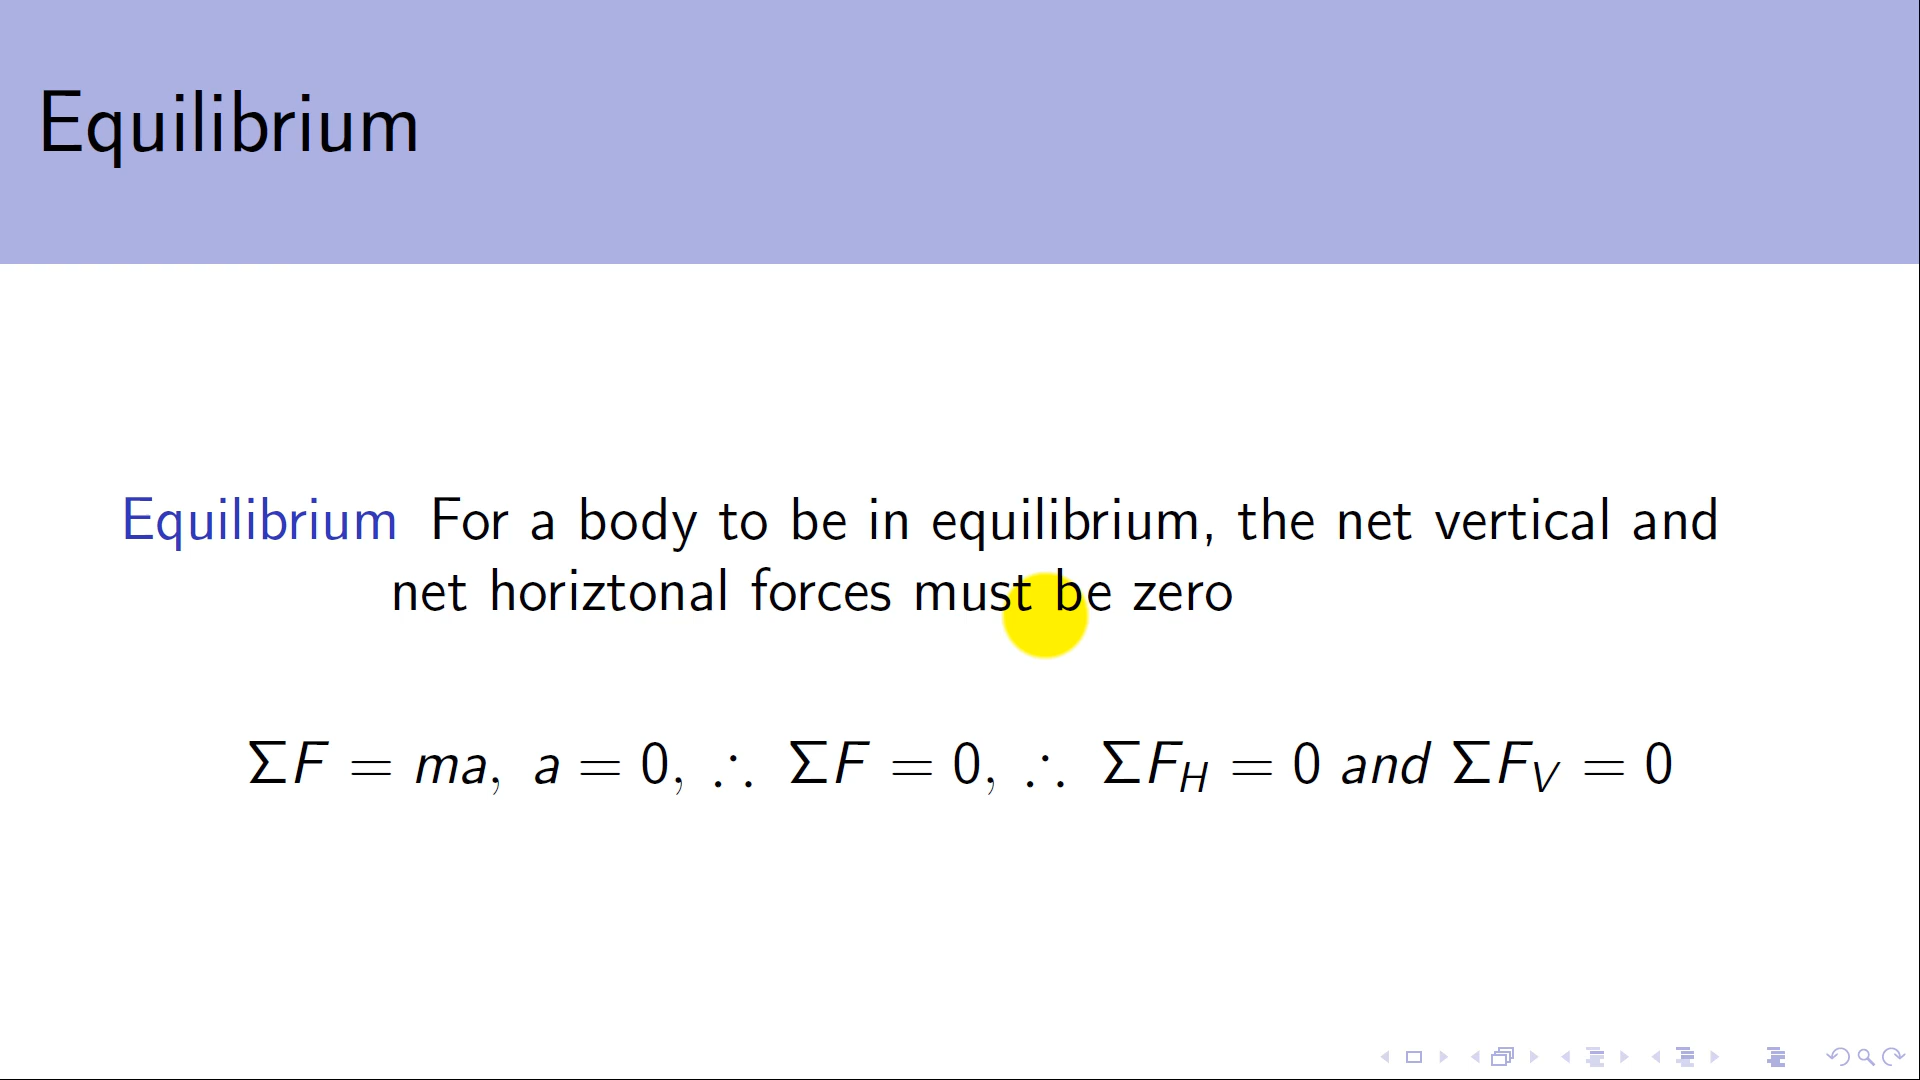 Equilibrium
Equilibrium For a body to be in equilibrium, the net vertical and
net horiztonal forces must be zero
ΣF = ma, a = 0, ∴ ΣF = 0, ∴ ΣF_H = 0 and ΣF_V = 0